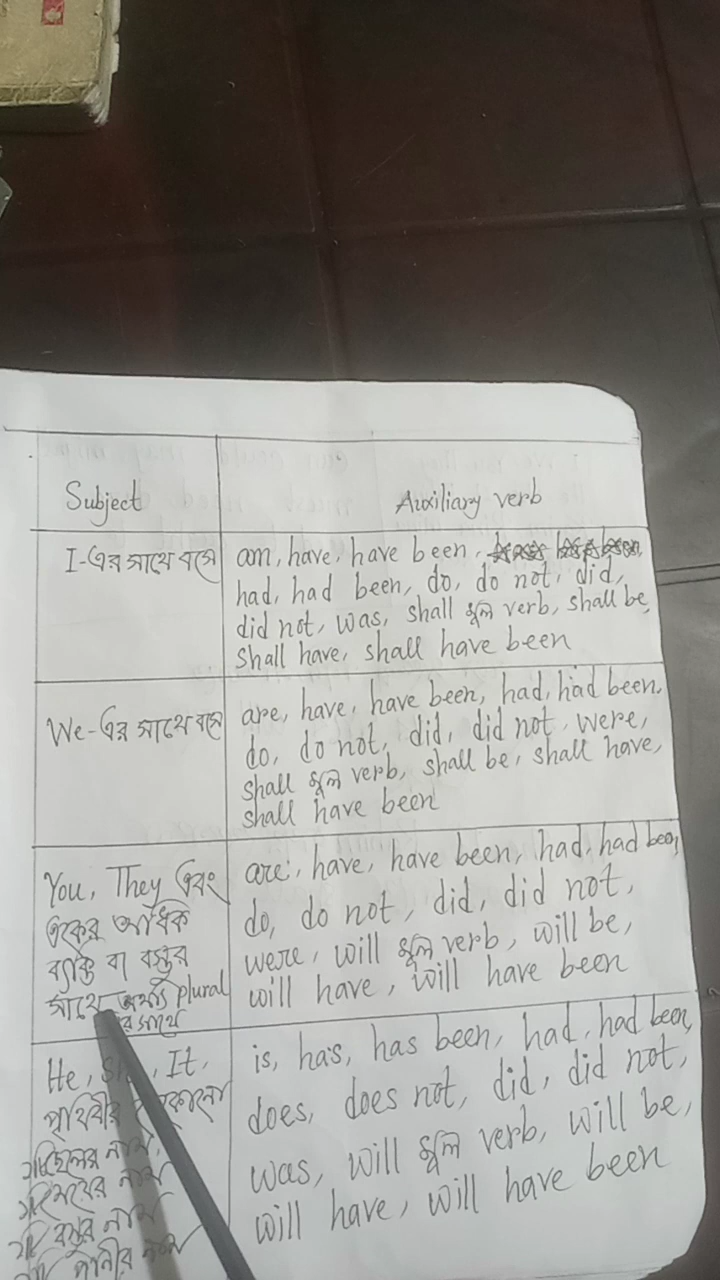 Subject
Auxiliary verb
I-এর সাথে বসে
am, have, have been,
had, had been, do, do not, did,
did not, was, shall মূল verb, shall be,
shall have, shall have been
We-এর সাথে বসে
are, have, have been, had, had been,
do, do not, did, did not, were,
shall মূল verb, shall be, shall have,
shall have been
You, They এবং
একের অধিক
ব্যক্তি বা বস্তুর
সাথে অর্থাৎ plural
এর সাথে
are, have, have been, had, had been,
do, do not, did, did not,
were, will মূল verb, will be,
will have, will have been
He, She, It,
পৃথিবীর যেকোনো
ছেলের নাম,
মেয়ের নাম
বস্তুর নাম
নাম
is, has, has been, had, had been,
does, does not, did, did not,
was, will মূল verb, will be,
will have, will have been